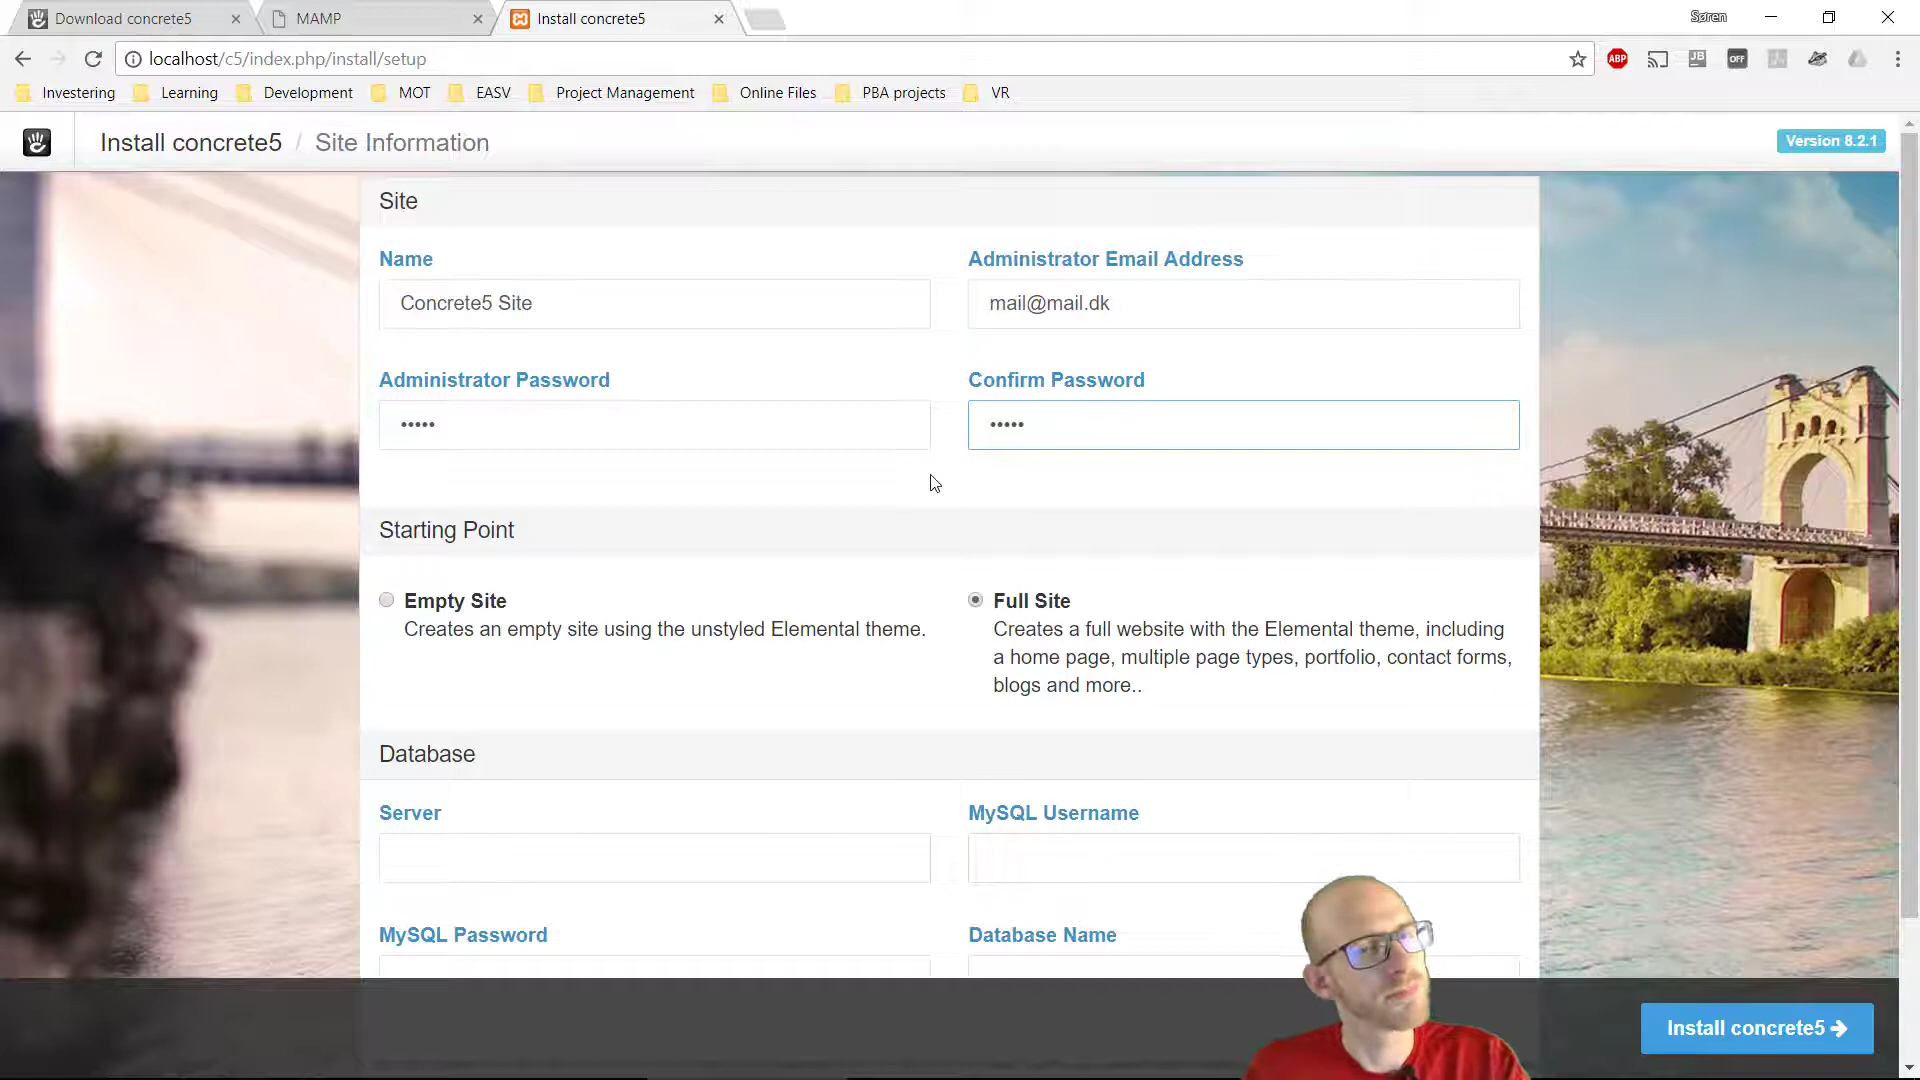 Download concrete5
MAMP
Install concrete5
Søren
localhost/c5/index.php/install/setup
ABP
JB
OFF
Investering
Learning
Development
MOT
EASV
Project Management
Online Files
PBA projects
VR
Install concrete5 / Site Information
Version 8.2.1
Site
Name
Administrator Email Address
Concrete5 Site
mail@mail.dk
Administrator Password
Confirm Password
•••••
•••••
Starting Point
Empty Site
Creates an empty site using the unstyled Elemental theme.
Full Site
Creates a full website with the Elemental theme, including
a home page, multiple page types, portfolio, contact forms,
blogs and more..
Database
Server
MySQL Username
MySQL Password
Database Name
Install concrete5